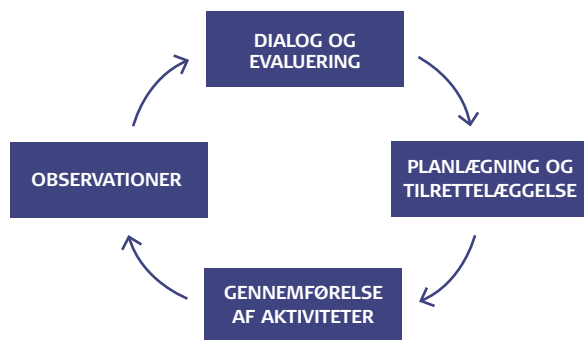 DIALOG OG
EVALUERING
PLANLÆGNING OG
TILRETTELÆGGELSE
GENNEMFØRELSE
AF AKTIVITETER
OBSERVATIONER